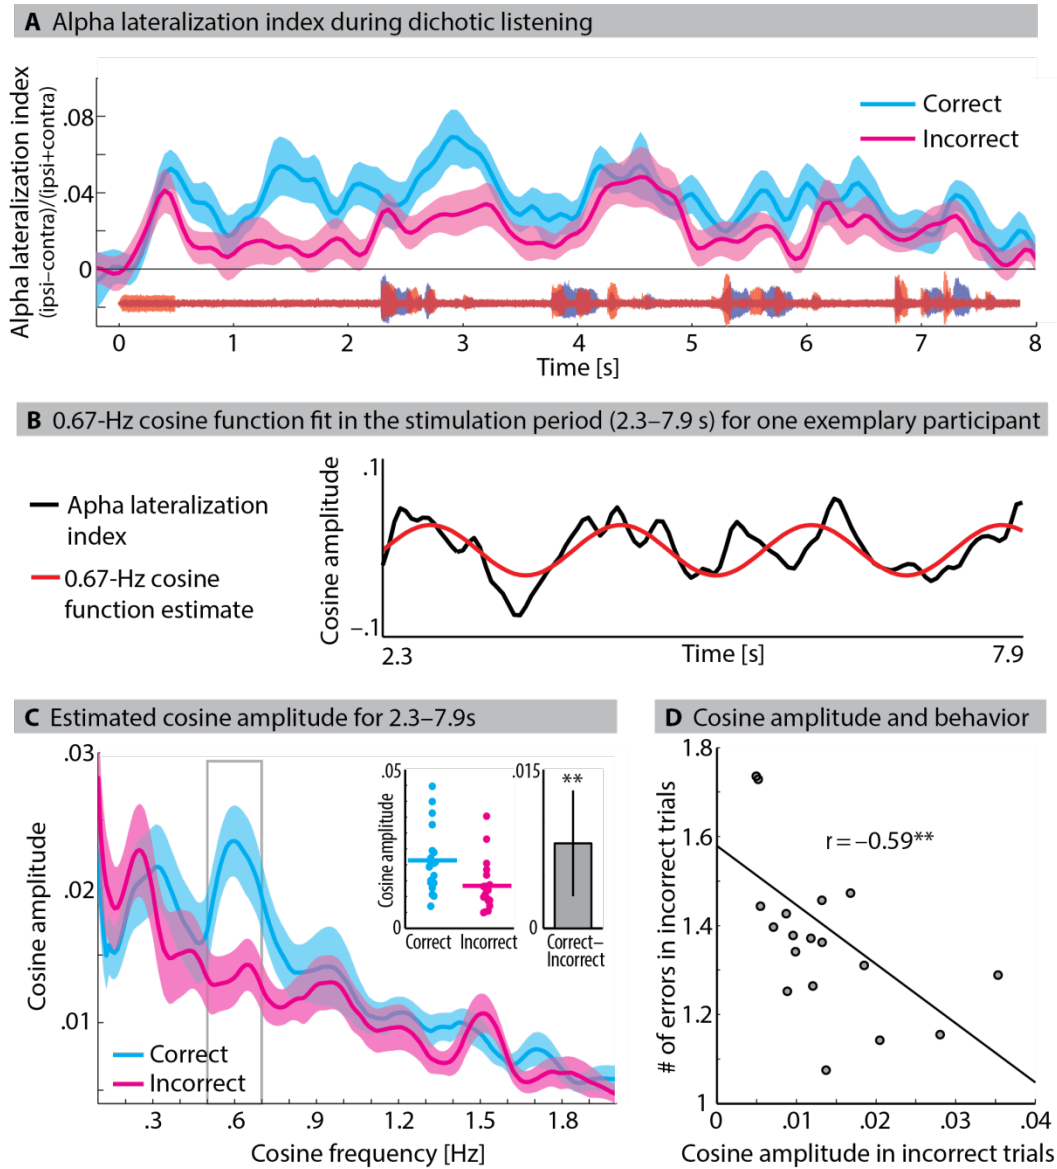 A Alpha lateralization index during dichotic listening
Alpha lateralization index
(ipsi–contra)/(ipsi+contra)
.08
.04
0
Correct
Incorrect
0 1 2 3 4 5 6 7 8
Time [s]
B 0.67-Hz cosine function fit in the stimulation period (2.3–7.9 s) for one exemplary participant
Apha lateralization
index
0.67-Hz cosine
function estimate
Cosine amplitude
.1
–.1
2.3
Time [s]
7.9
C Estimated cosine amplitude for 2.3–7.9s
Cosine amplitude
.03
.02
.01
Correct
Incorrect
.3 .6 .9 1.2 1.5 1.8
Cosine frequency [Hz]
Cosine amplitude
.05
0
Correct Incorrect
.015
0
**
Correct–
Incorrect
D Cosine amplitude and behavior
# of errors in incorrect trials
1.8
1.6
1.4
1.2
1
r = –0.59**
0 .01 .02 .03 .04
Cosine amplitude in incorrect trials